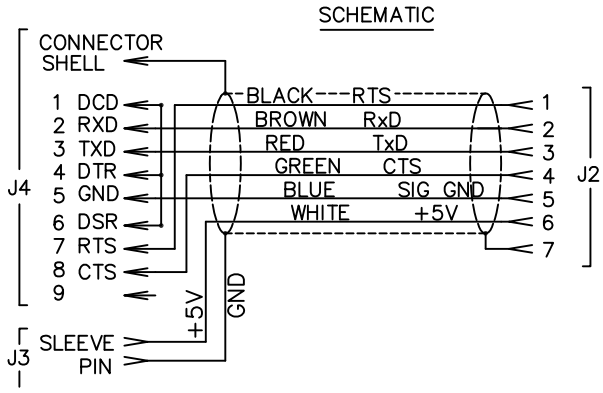 SCHEMATIC
CONNECTOR
SHELL
BLACK RTS
1 DCD 1
BROWN RxD
2 RXD 2
RED TxD
3 TXD 3
GREEN CTS
4 DTR 4
J4 J2
BLUE SIG GND
5 GND 5
WHITE +5V
6 DSR 6
7 RTS 7
8 CTS
9
+5V GND
SLEEVE
J3
PIN